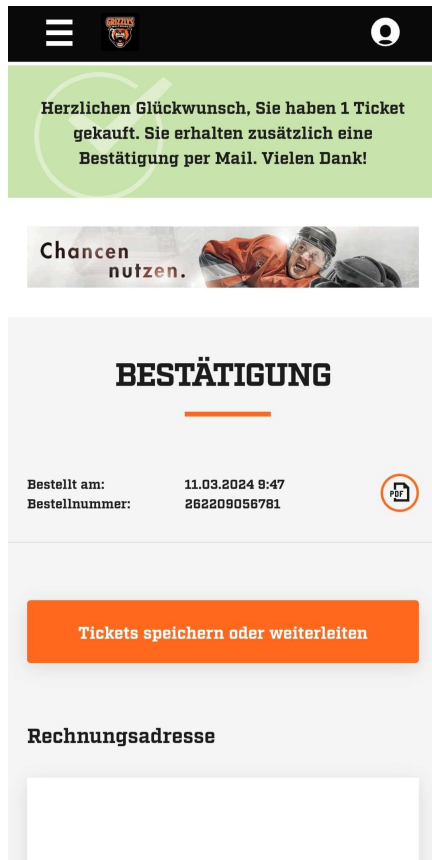 GRIZZLYS
Herzlichen Glückwunsch, Sie haben 1 Ticket
gekauft. Sie erhalten zusätzlich eine
Bestätigung per Mail. Vielen Dank!
Chancen
nutzen.
BESTÄTIGUNG
Bestellt am: 11.03.2024 9:47
Bestellnummer: 262209056781
PDF
Tickets speichern oder weiterleiten
Rechnungsadresse